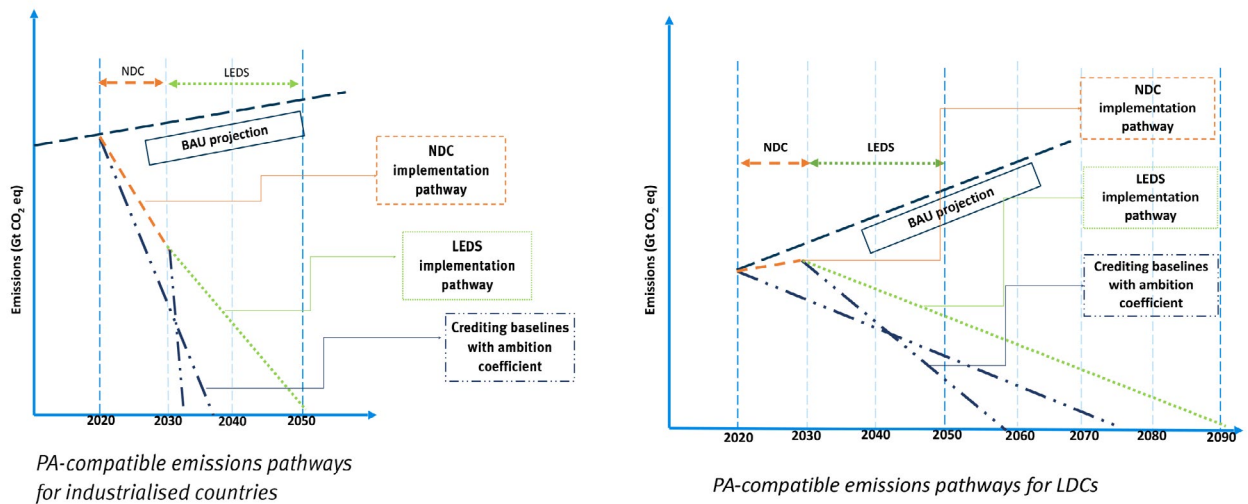 NDC
LEDS
BAU projection
NDC
implementation
pathway
LEDS
implementation
pathway
Crediting baselines
with ambition
coefficient
Emissions (Gt CO₂ eq)
2020
2030
2040
2050
PA-compatible emissions pathways
for industrialised countries
NDC
implementation
pathway
NDC
LEDS
LEDS
implementation
pathway
BAU projection
Crediting baselines
with ambition
coefficient
Emissions (Gt CO₂ eq)
2020
2030
2040
2050
2060
2070
2080
2090
PA-compatible emissions pathways for LDCs